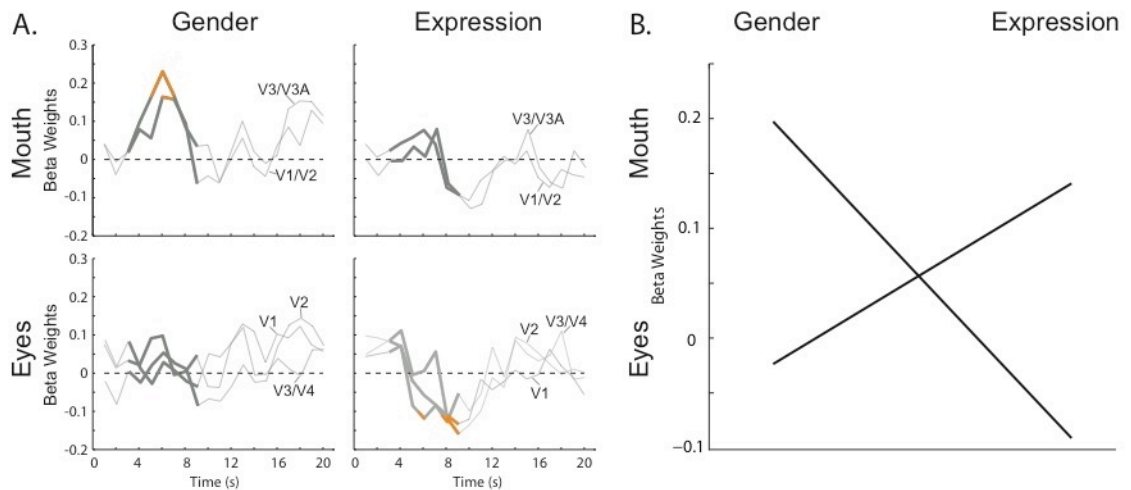 A.
Gender
Expression
B.
Gender
Expression
Mouth
Beta Weights
0.3
0.2
0.1
0
-0.1
0.2
V3/V3A
V1/V2
V3/V3A
V1/V2
Eyes
Beta Weights
0.3
0.2
0.1
0
-0.1
-0.2
V2
V1
V3/V4
V3/V4
V2
V1
0 4 8 12 16 20
Time (s)
0 4 8 12 16 20
Time (s)
Mouth
Eyes
Beta Weights
0.2
0.1
0
−0.1